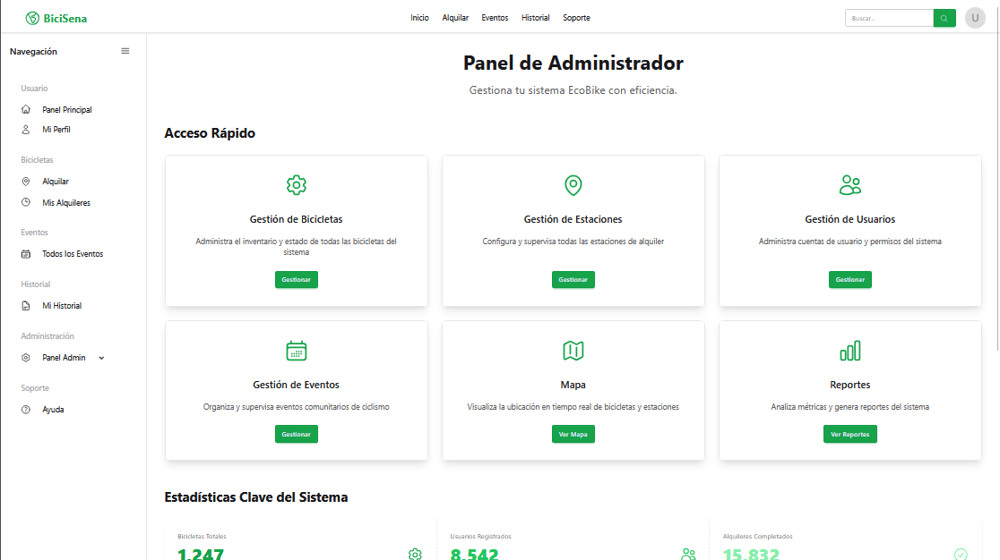 BiciSena
Inicio Alquilar Eventos Historial Soporte
Buscar...
U
Navegación
Usuario
Panel Principal
Mi Perfil
Bicicletas
Alquilar
Mis Alquileres
Eventos
Todos los Eventos
Historial
Mi Historial
Administración
Panel Admin
Soporte
Ayuda
Panel de Administrador
Gestiona tu sistema EcoBike con eficiencia.
Acceso Rápido
Gestión de Bicicletas
Administra el inventario y estado de todas las bicicletas del
sistema
Gestionar
Gestión de Estaciones
Configura y supervisa todas las estaciones de alquiler
Gestionar
Gestión de Usuarios
Administra cuentas de usuario y permisos del sistema
Gestionar
Gestión de Eventos
Organiza y supervisa eventos comunitarios de ciclismo
Gestionar
Mapa
Visualiza la ubicación en tiempo real de bicicletas y estaciones
Ver Mapa
Reportes
Analiza métricas y genera reportes del sistema
Ver Reportes
Estadísticas Clave del Sistema
Bicicletas Totales
1,247
Usuarios Registrados
8,542
Alquileres Completados
15,832